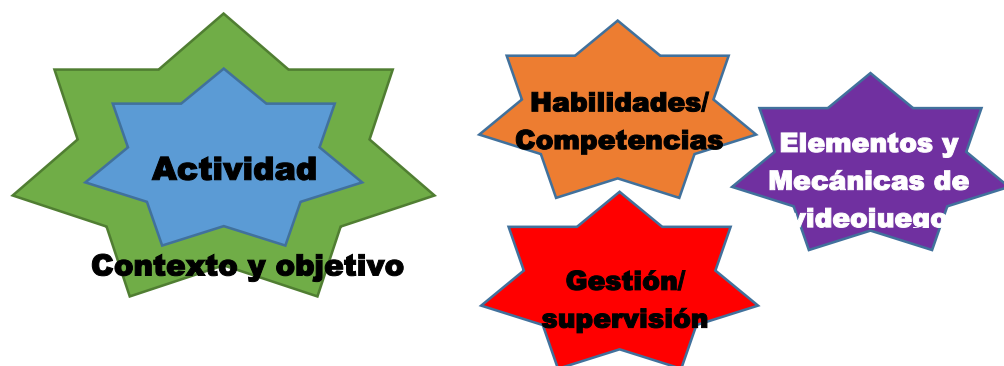 Actividad
Contexto y objetivo
Habilidades/
Competencias
Gestión/
supervisión
Elementos y
Mecánicas de
videojuego